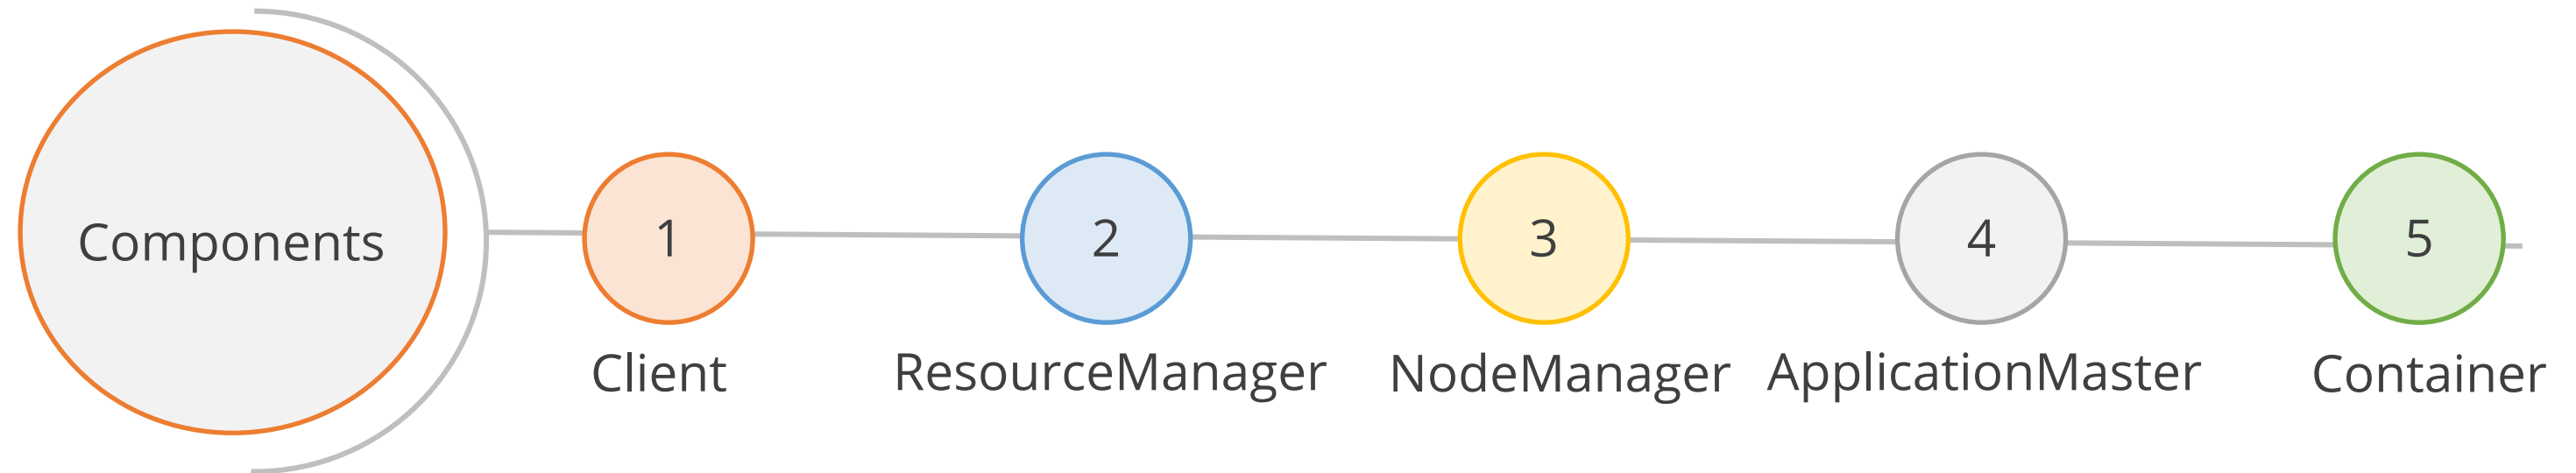 Components
1
2
3
4
5
Client
ResourceManager
NodeManager
ApplicationMaster
Container